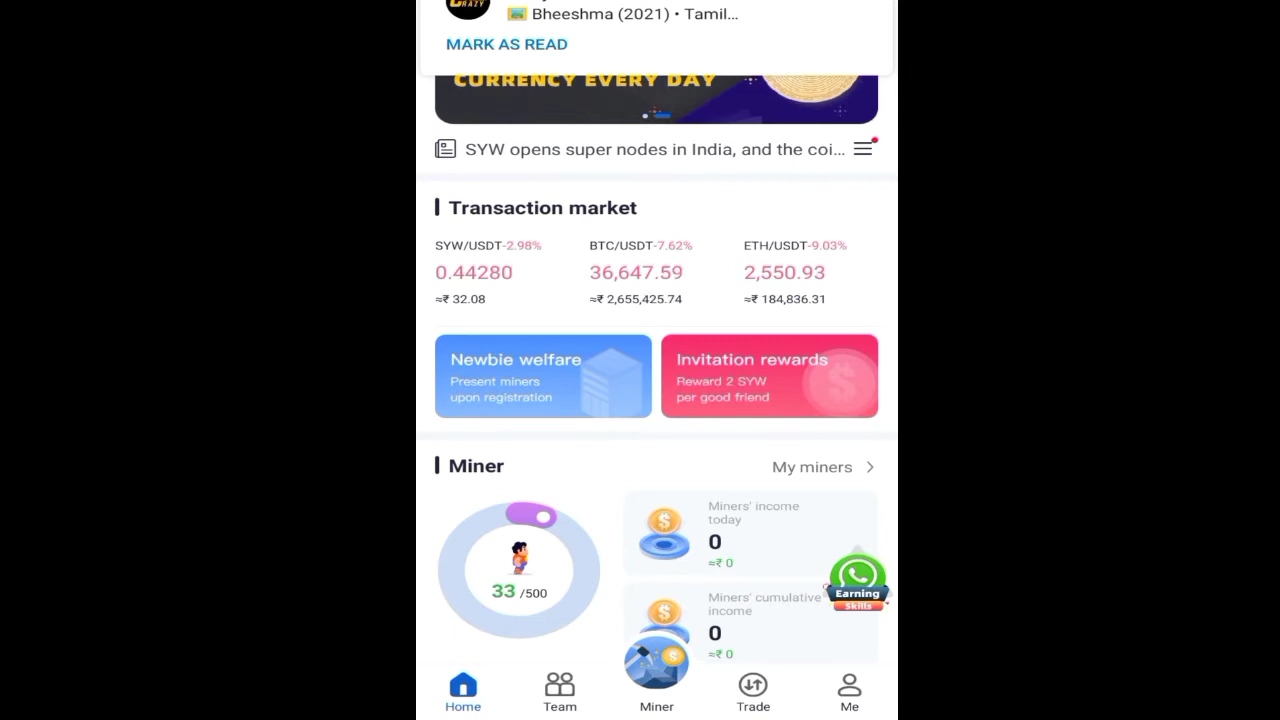 CRAZY
Bheeshma (2021) • Tamil...
MARK AS READ
CURRENCY EVERY DAY
SYW opens super nodes in India, and the coi...
Transaction market
SYW/USDT-2.98% BTC/USDT-7.62% ETH/USDT-9.03%
0.44280 36,647.59 2,550.93
≈₹ 32.08 ≈₹ 2,655,425.74 ≈₹ 184,836.31
Newbie welfare
Present miners
upon registration
Invitation rewards
Reward 2 SYW
per good friend
Miner
My miners
33 /500
Miners' income
today
0
≈₹ 0
Miners' cumulative
income
0
≈₹ 0
Earning
Skills
Home Team Miner Trade Me